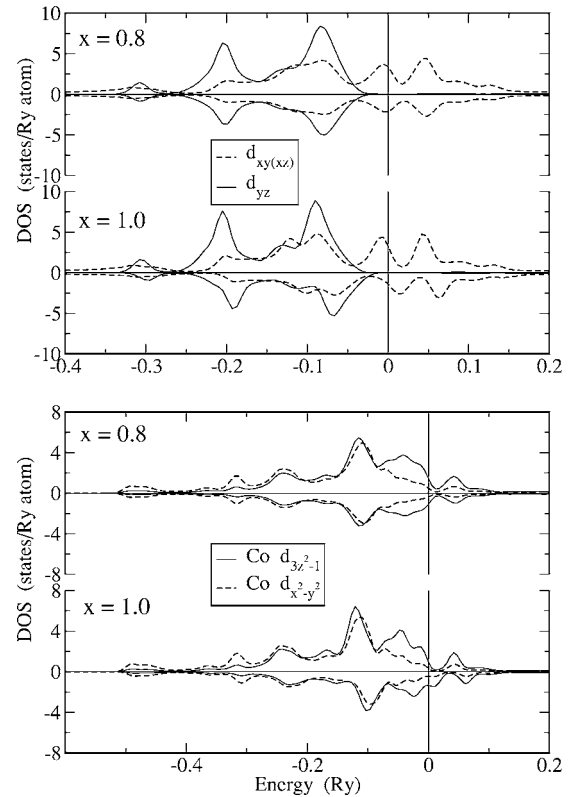 x = 0.8
10
5
0
-5
d_xy(xz)
d_yz
DOS (states/Ry atom)
x = 1.0
10
5
0
-5
-10
-0.4 -0.3 -0.2 -0.1 0 0.1 0.2
x = 0.8
8
4
0
-4
-8
Co d_3z²-1
Co d_x²-y²
DOS (states/Ry atom)
x = 1.0
8
4
0
-4
-8
-0.4 -0.2 0 0.2
Energy (Ry)